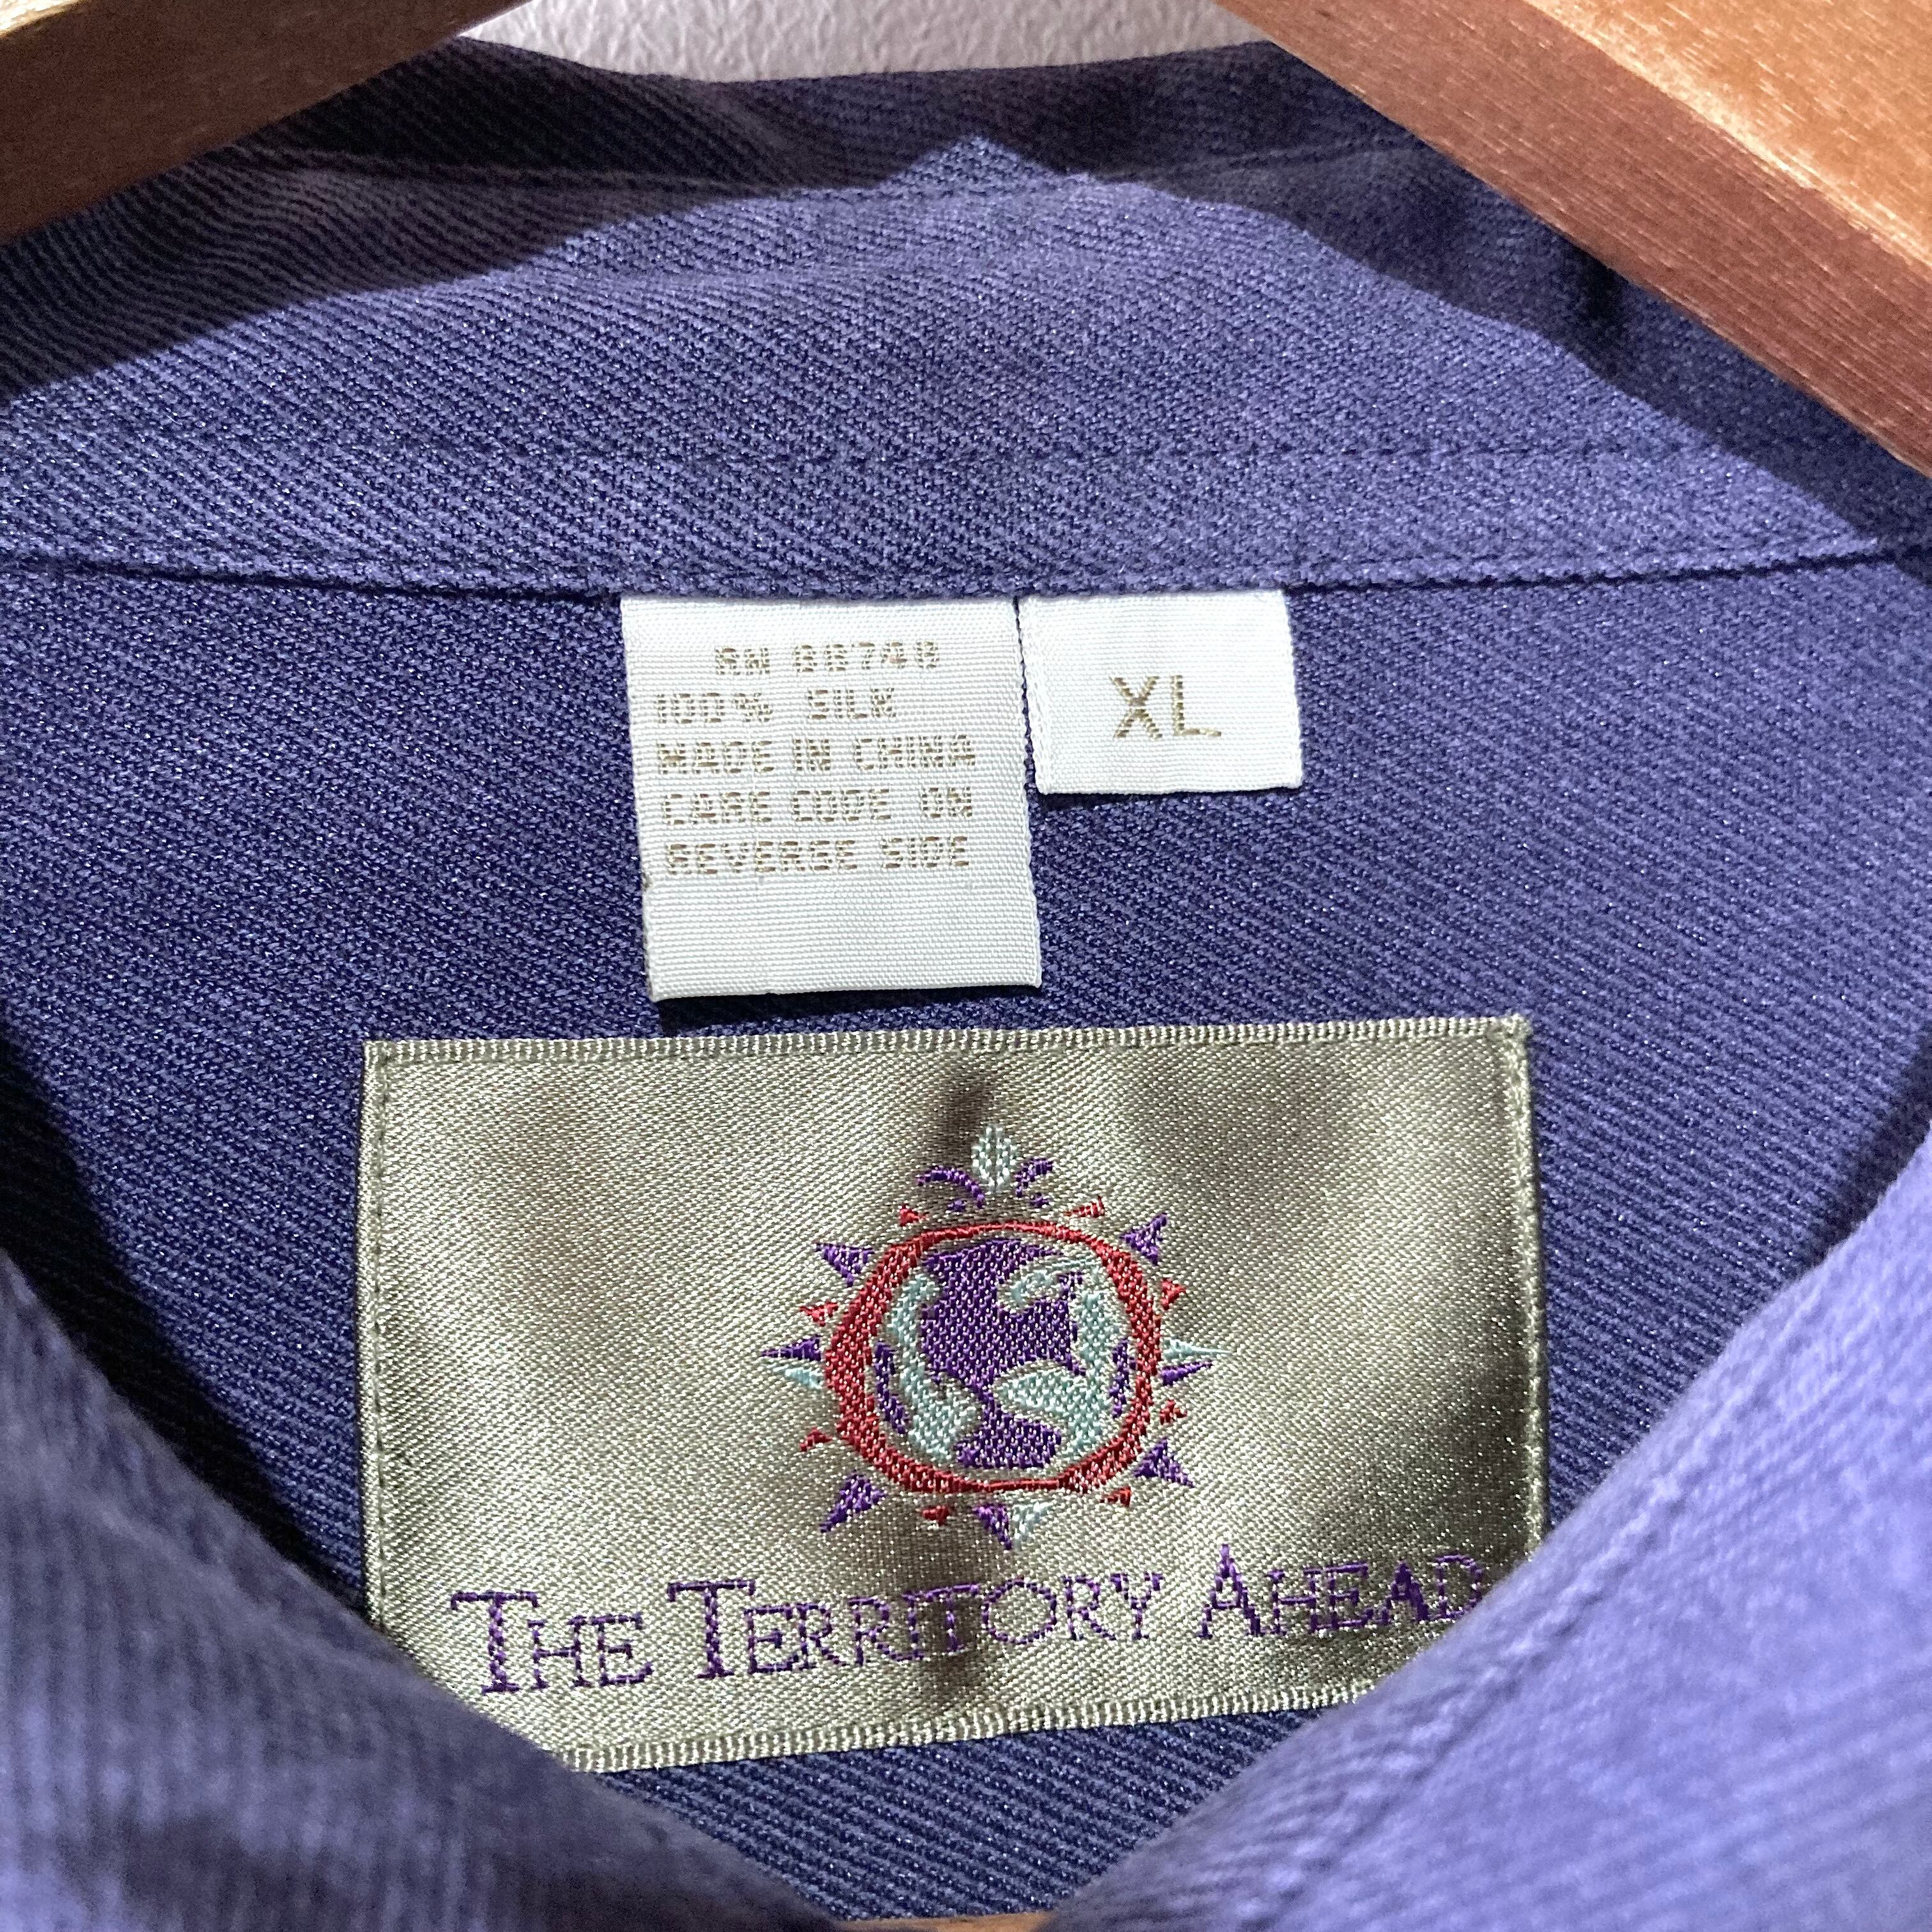 RN 88748
100% SILK
MADE IN CHINA
CARE CODE ON
REVERSE SIDE
XL
THE TERRITORY AHEAD